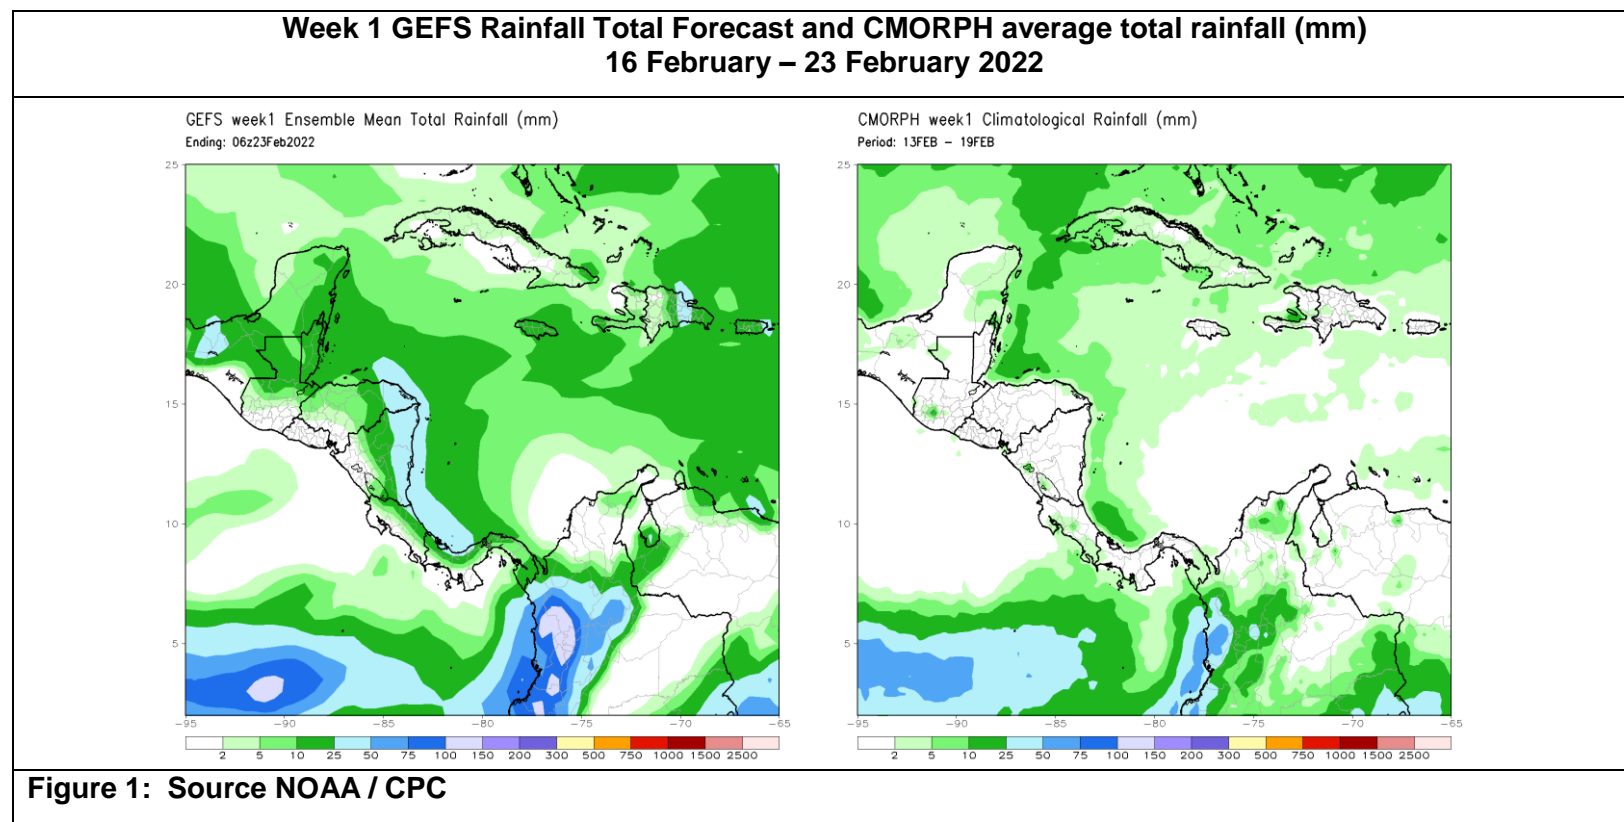 Week 1 GEFS Rainfall Total Forecast and CMORPH average total rainfall (mm)
16 February – 23 February 2022
GEFS week1 Ensemble Mean Total Rainfall (mm)
Ending: 06z23Feb2022
25
20
15
10
5
-95 -90 -85 -80 -75 -70 -65
2 5 10 25 50 75 100 150 200 300 500 750 1000 1500 2500
CMORPH week1 Climatological Rainfall (mm)
Period: 13FEB - 19FEB
25
20
15
10
5
-95 -90 -85 -80 -75 -70 -65
2 5 10 25 50 75 100 150 200 300 500 750 1000 1500 2500
Figure 1: Source NOAA / CPC